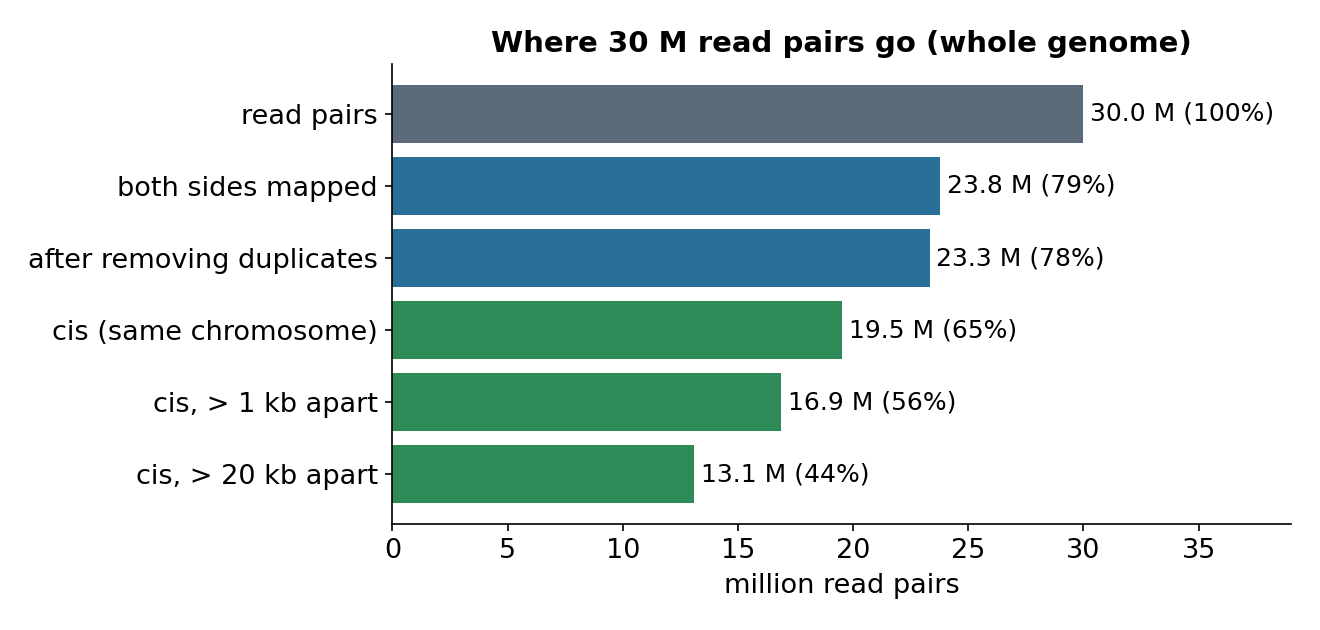 Where 30 M read pairs go (whole genome)
read pairs
30.0 M (100%)
both sides mapped
23.8 M (79%)
after removing duplicates
23.3 M (78%)
cis (same chromosome)
19.5 M (65%)
cis, > 1 kb apart
16.9 M (56%)
cis, > 20 kb apart
13.1 M (44%)
0 5 10 15 20 25 30 35
million read pairs